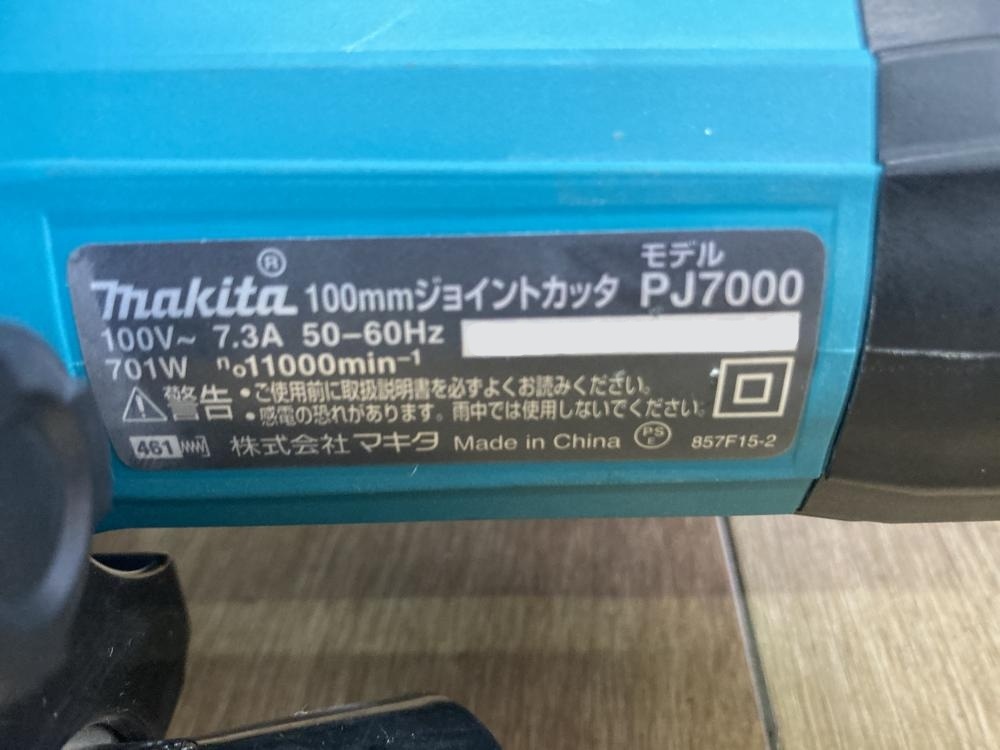 makita® 100mmジョイントカッタ モデル PJ7000
100V~ 7.3A 50-60Hz
701W n₀11000min⁻¹
警告 ・ご使用前に取扱説明書を必ずよくお読みください。
・感電の恐れがあります。雨中では使用しないでください。
461 株式会社マキタ Made in China PSE 857F15-2